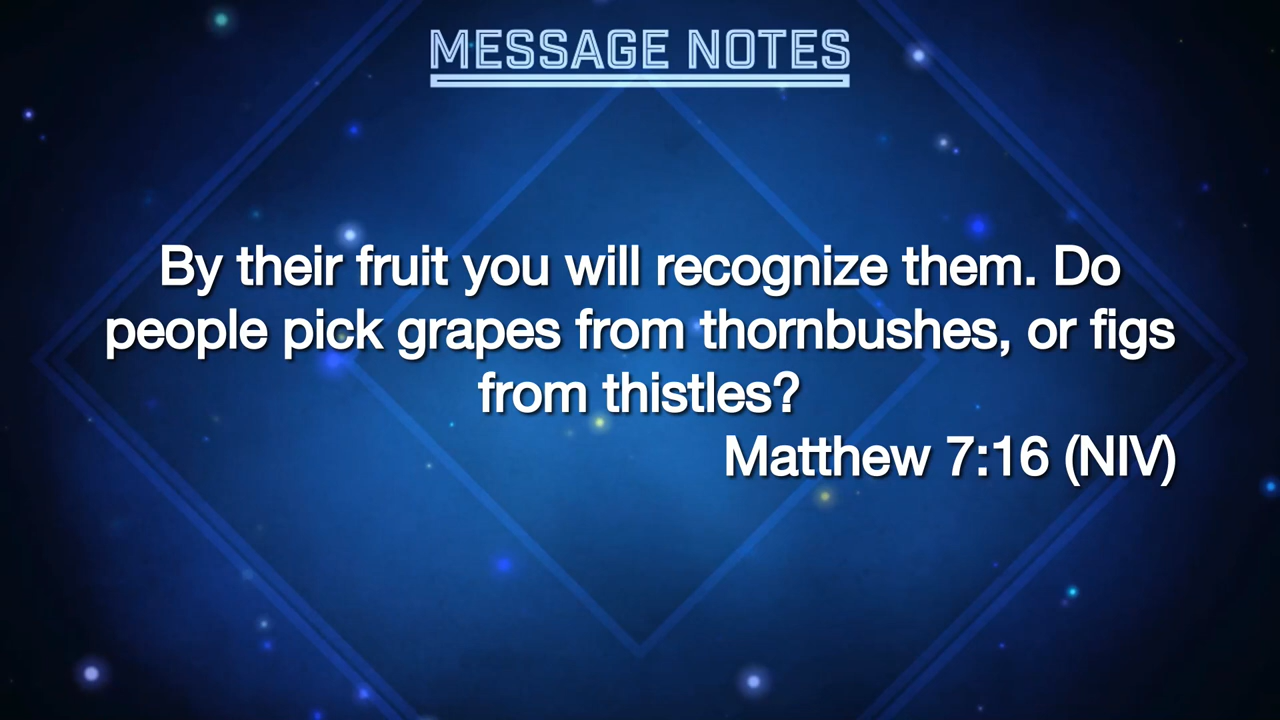 MESSAGE NOTES
By their fruit you will recognize them. Do
people pick grapes from thornbushes, or figs
from thistles?
Matthew 7:16 (NIV)